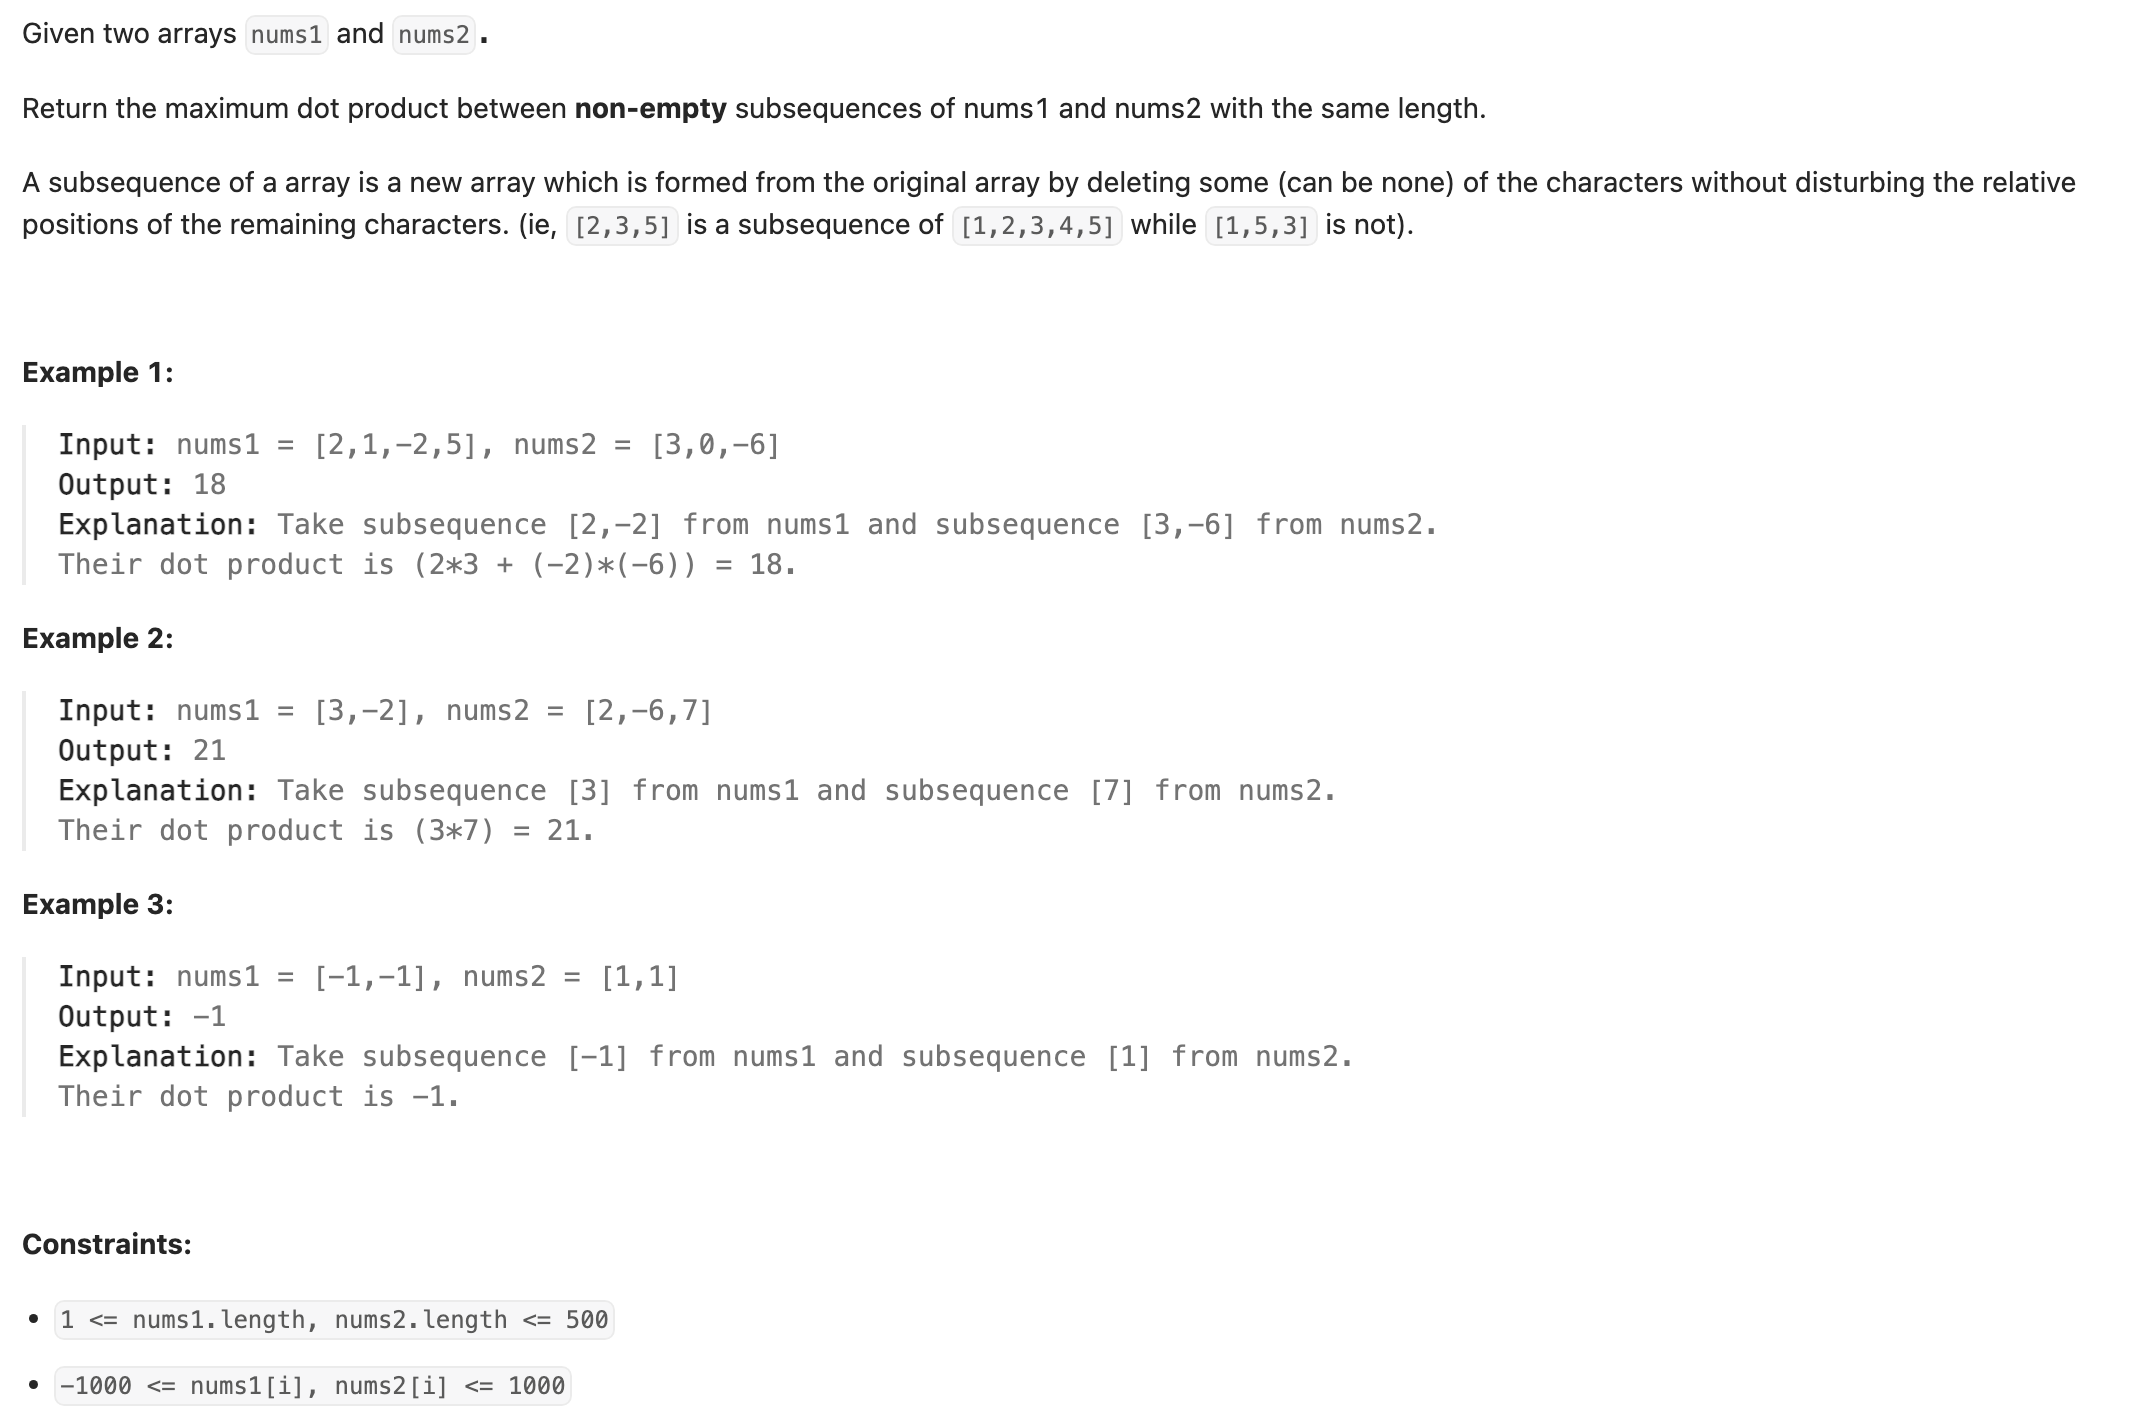 Given two arrays nums1 and nums2.
Return the maximum dot product between non-empty subsequences of nums1 and nums2 with the same length.
A subsequence of a array is a new array which is formed from the original array by deleting some (can be none) of the characters without disturbing the relative
positions of the remaining characters. (ie, [2,3,5] is a subsequence of [1,2,3,4,5] while [1,5,3] is not).
Example 1:
Input: nums1 = [2,1,-2,5], nums2 = [3,0,-6]
Output: 18
Explanation: Take subsequence [2,-2] from nums1 and subsequence [3,-6] from nums2.
Their dot product is (2*3 + (-2)*(-6)) = 18.
Example 2:
Input: nums1 = [3,-2], nums2 = [2,-6,7]
Output: 21
Explanation: Take subsequence [3] from nums1 and subsequence [7] from nums2.
Their dot product is (3*7) = 21.
Example 3:
Input: nums1 = [-1,-1], nums2 = [1,1]
Output: -1
Explanation: Take subsequence [-1] from nums1 and subsequence [1] from nums2.
Their dot product is -1.
Constraints:
• 1 <= nums1.length, nums2.length <= 500
• -1000 <= nums1[i], nums2[i] <= 1000